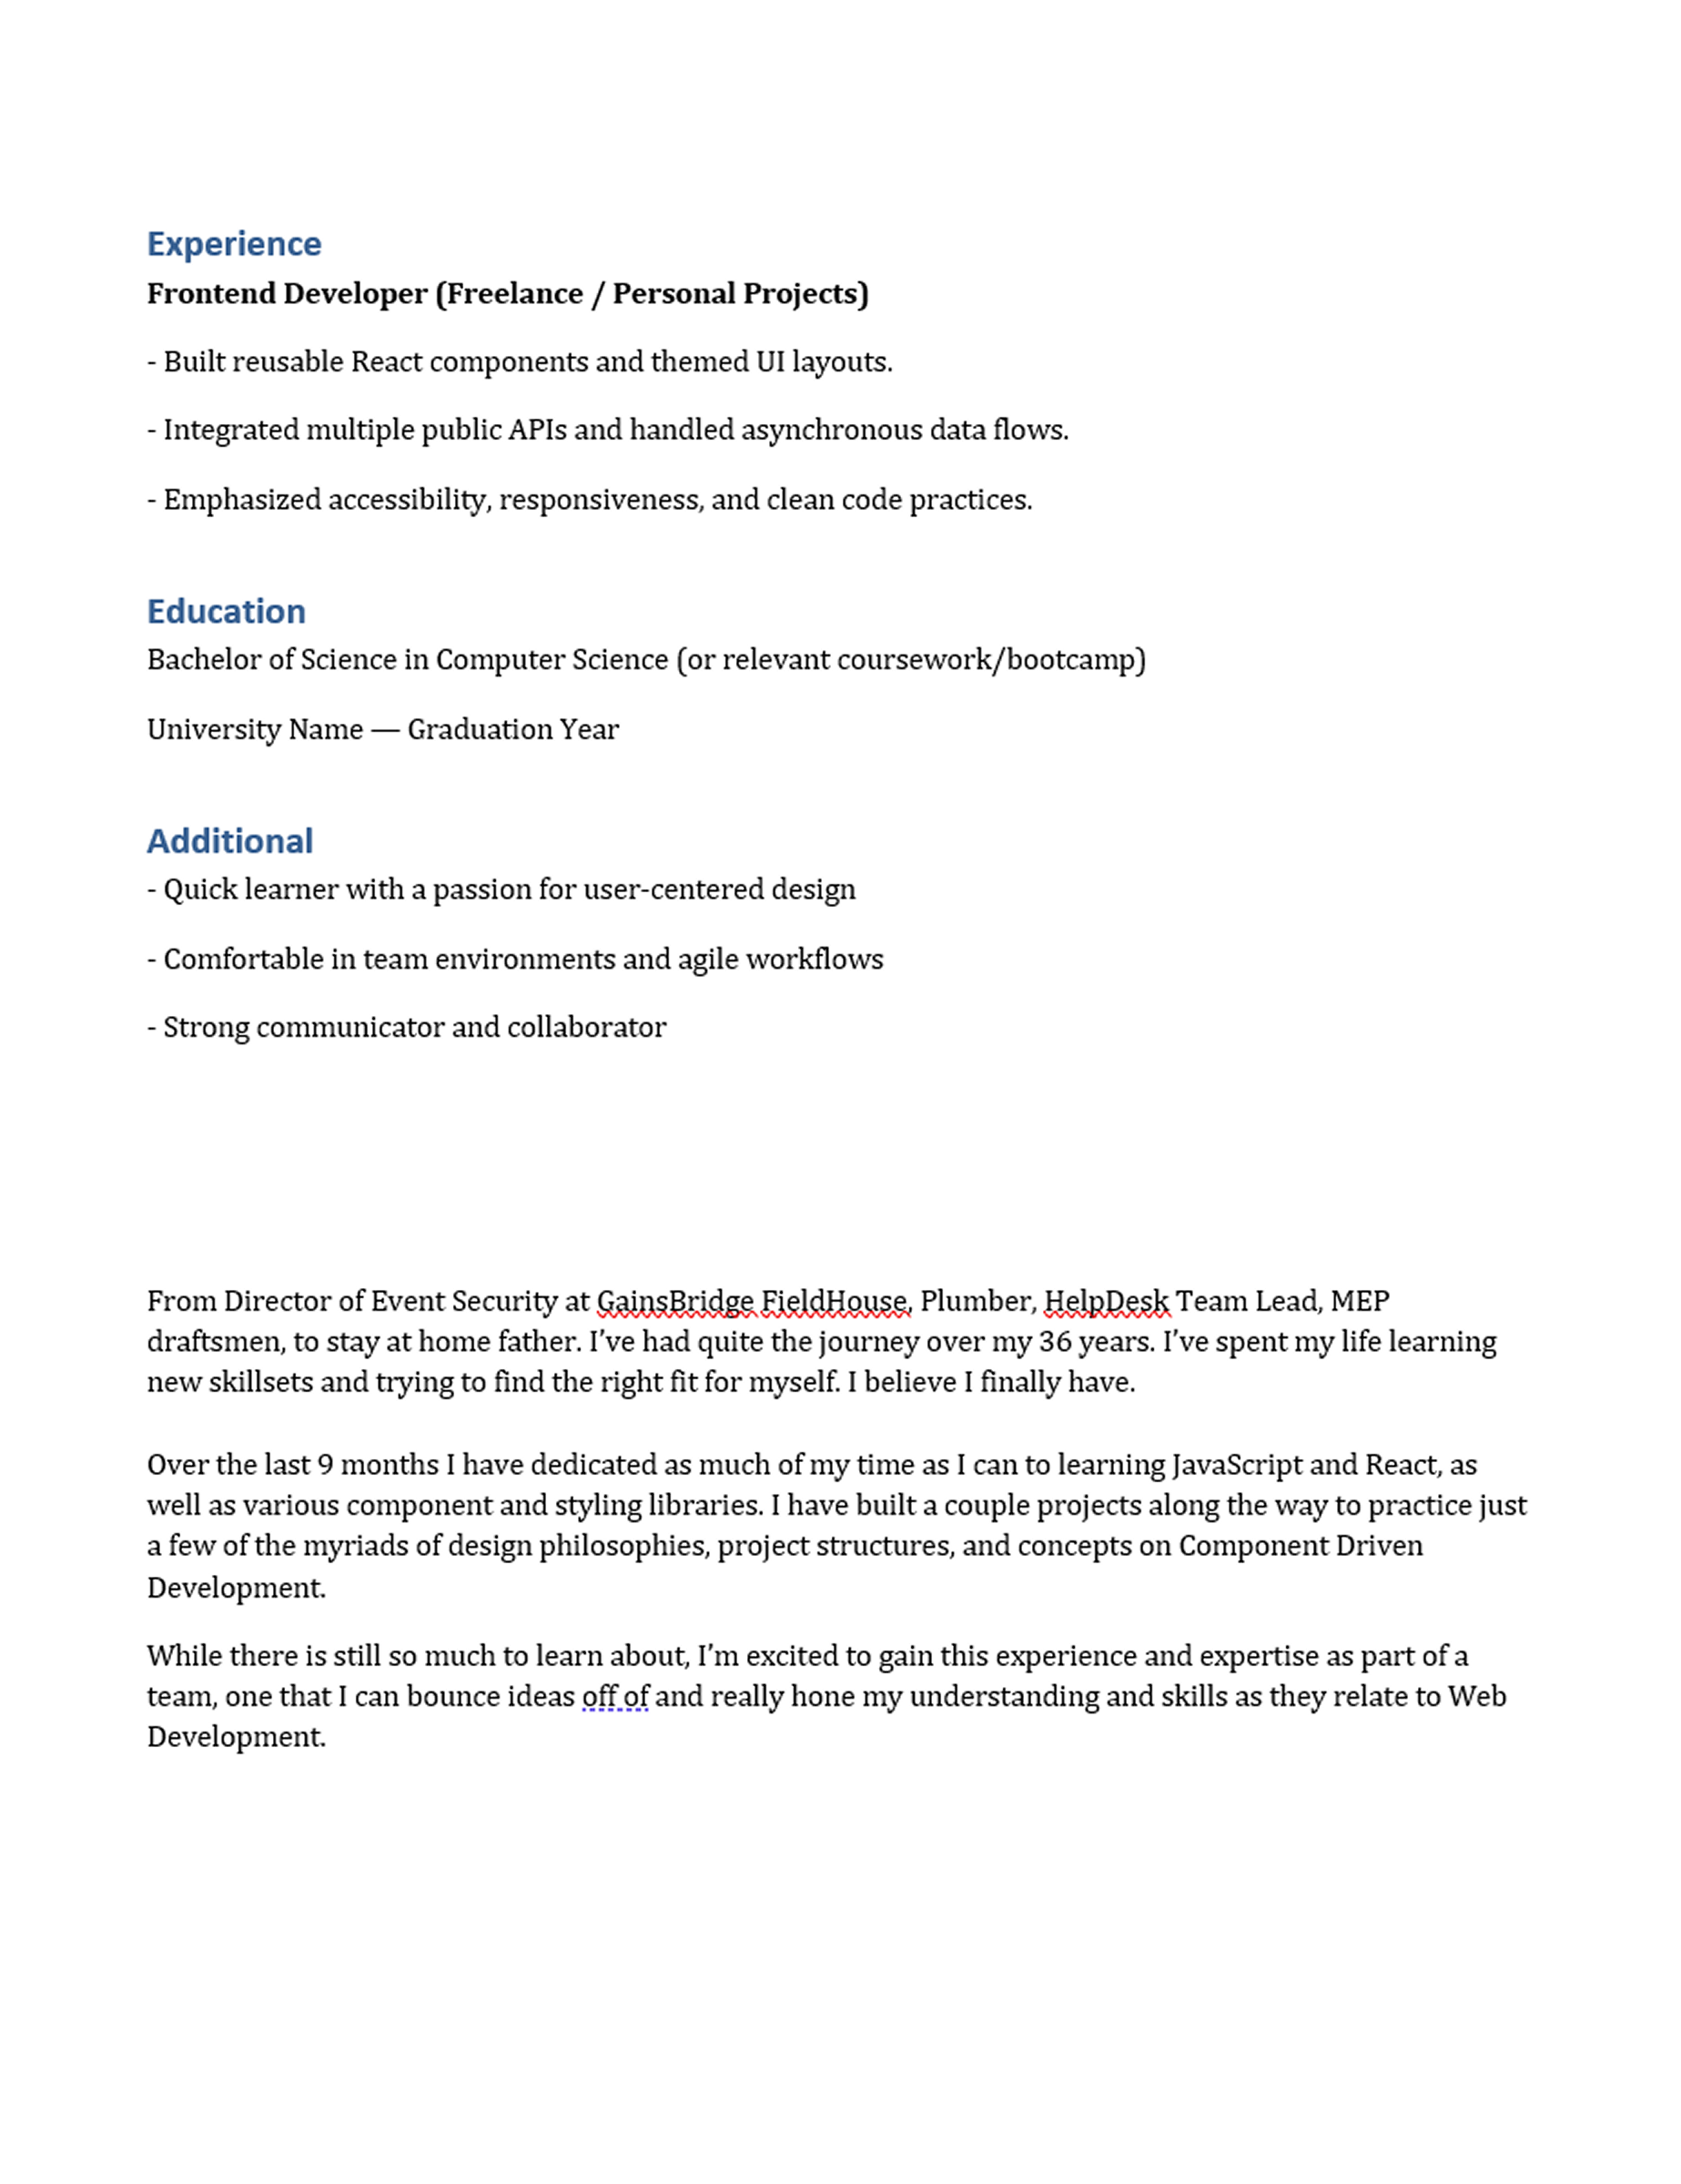 Experience
Frontend Developer (Freelance / Personal Projects)
- Built reusable React components and themed UI layouts.
- Integrated multiple public APIs and handled asynchronous data flows.
- Emphasized accessibility, responsiveness, and clean code practices.
Education
Bachelor of Science in Computer Science (or relevant coursework/bootcamp)
University Name — Graduation Year
Additional
- Quick learner with a passion for user-centered design
- Comfortable in team environments and agile workflows
- Strong communicator and collaborator
From Director of Event Security at GainsBridge FieldHouse, Plumber, HelpDesk Team Lead, MEP
draftsmen, to stay at home father. I’ve had quite the journey over my 36 years. I’ve spent my life learning
new skillsets and trying to find the right fit for myself. I believe I finally have.
Over the last 9 months I have dedicated as much of my time as I can to learning JavaScript and React, as
well as various component and styling libraries. I have built a couple projects along the way to practice just
a few of the myriads of design philosophies, project structures, and concepts on Component Driven
Development.
While there is still so much to learn about, I’m excited to gain this experience and expertise as part of a
team, one that I can bounce ideas off of and really hone my understanding and skills as they relate to Web
Development.